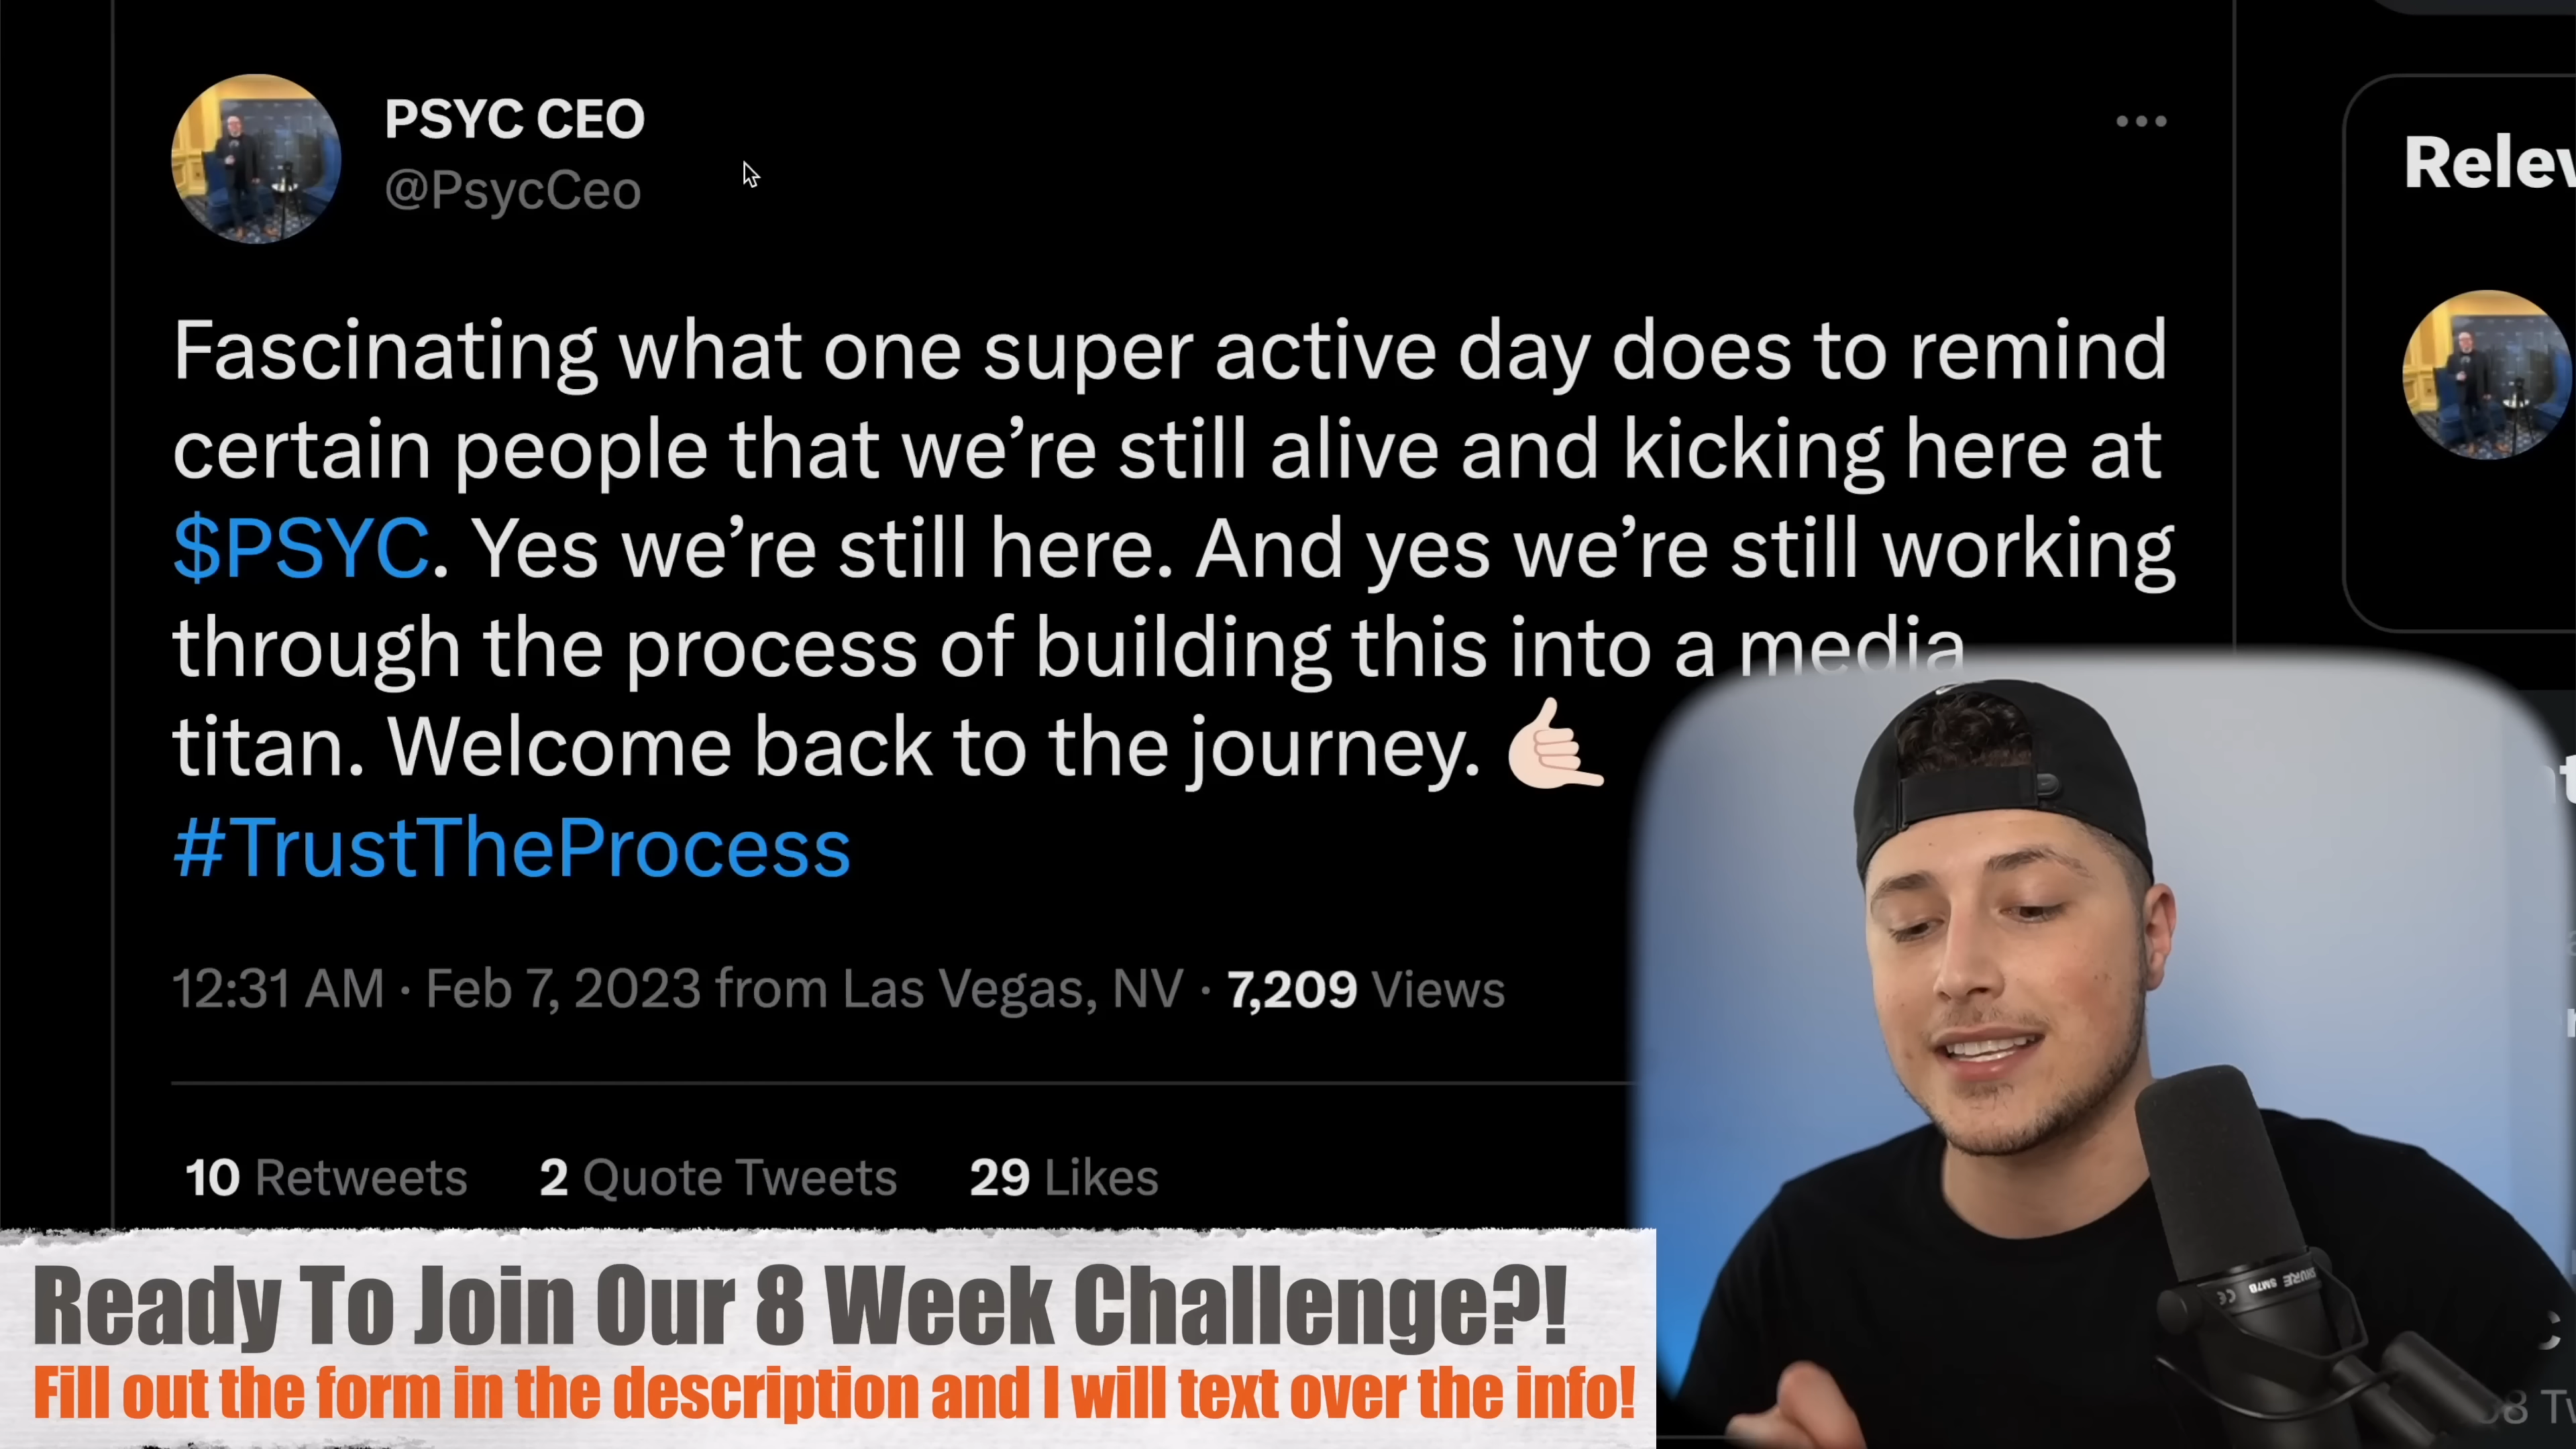 PSYC CEO
@PsycCeo
Fascinating what one super active day does to remind
certain people that we’re still alive and kicking here at
$PSYC. Yes we’re still here. And yes we’re still working
through the process of building this into a media
titan. Welcome back to the journey. 🤙🏻
#TrustTheProcess
12:31 AM · Feb 7, 2023 from Las Vegas, NV · 7,209 Views
10 Retweets 2 Quote Tweets 29 Likes
Ready To Join Our 8 Week Challenge?!
Fill out the form in the description and I will text over the info!
SHURE SM7B